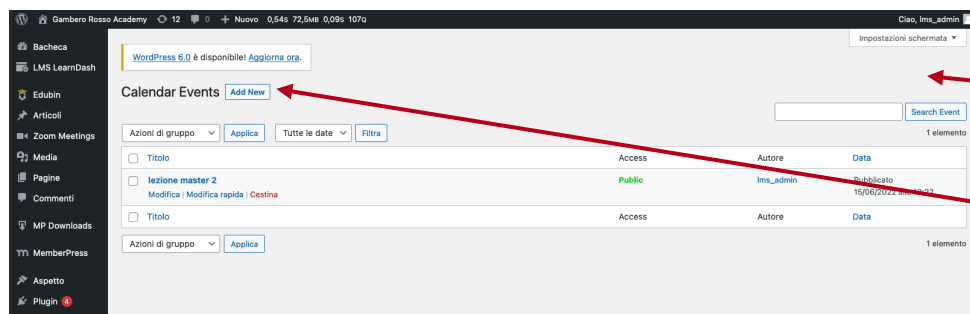 Gambero Rosso Academy 12 0 + Nuovo 0,54s 72,5MB 0,09s 107Q Ciao, lms_admin
Bacheca
LMS LearnDash
Edubin
Articoli
Zoom Meetings
Media
Pagine
Commenti
MP Downloads
MemberPress
Aspetto
Plugin 4
Impostazioni schermata
WordPress 6.0 è disponibile! Aggiorna ora.
Calendar Events Add New
Search Event
Azioni di gruppo Applica Tutte le date Filtra 1 elemento
Titolo Access Autore Data
lezione master 2 Public lms_admin Pubblicato
Modifica | Modifica rapida | Cestina 15/06/2022
Titolo Access Autore Data
Azioni di gruppo Applica 1 elemento